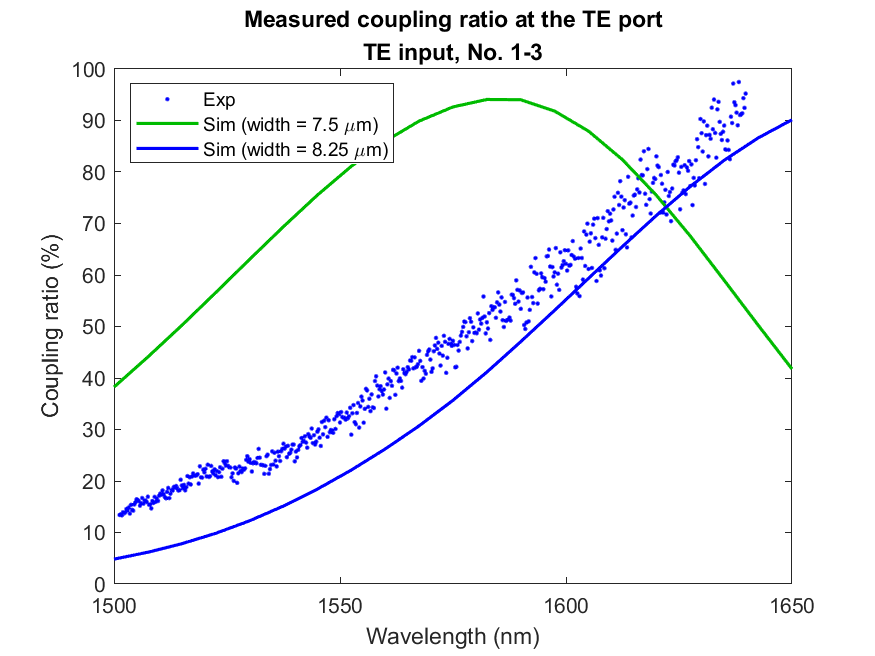 Measured coupling ratio at the TE port
TE input, No. 1-3
100
90
80
70
60
50
40
30
20
10
0
Coupling ratio (%)
Exp
Sim (width = 7.5 μm)
Sim (width = 8.25 μm)
1500
1550
1600
1650
Wavelength (nm)